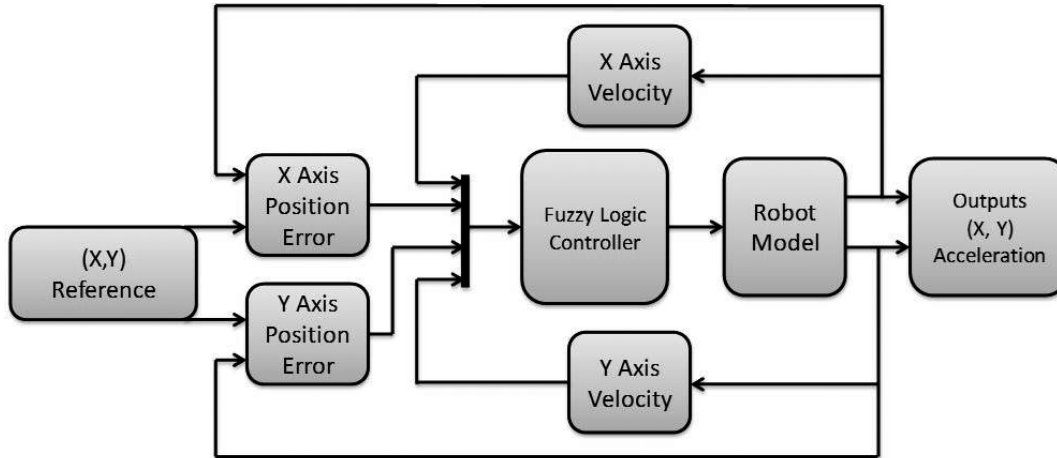 X Axis
Velocity
X Axis
Position
Error
(X,Y)
Reference
Y Axis
Position
Error
Fuzzy Logic
Controller
Robot
Model
Outputs
(X, Y)
Acceleration
Y Axis
Velocity